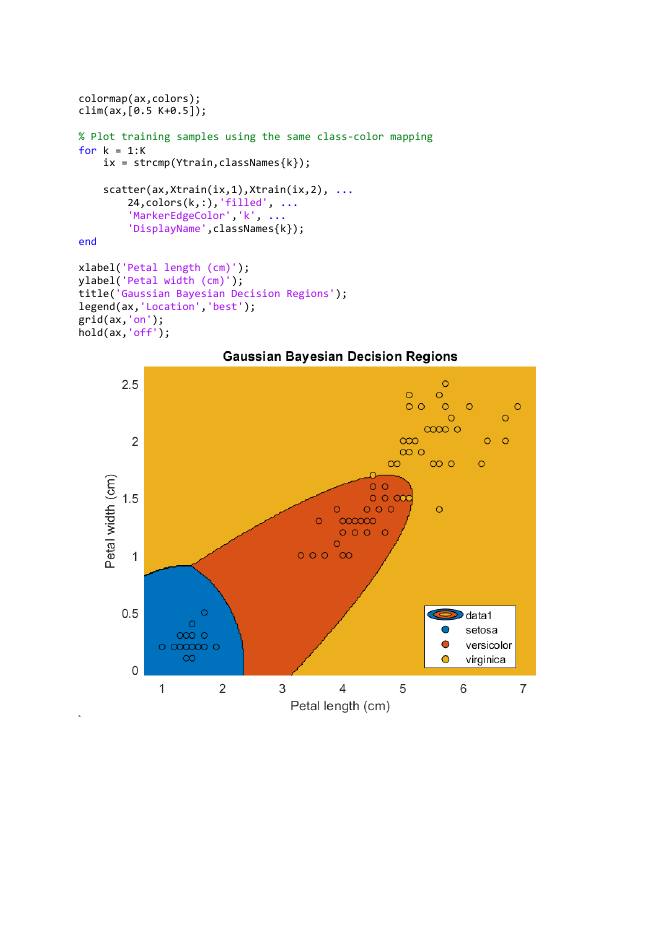 colormap(ax,colors);
clim(ax,[0.5 K+0.5]);
% Plot training samples using the same class-color mapping
for k = 1:K
    ix = strcmp(Ytrain,classNames{k});
    scatter(ax,Xtrain(ix,1),Xtrain(ix,2), ...
        24,colors(k,:),'filled', ...
        'MarkerEdgeColor','k', ...
        'DisplayName',classNames{k});
end
xlabel('Petal length (cm)');
ylabel('Petal width (cm)');
title('Gaussian Bayesian Decision Regions');
legend(ax,'Location','best');
grid(ax,'on');
hold(ax,'off');
Gaussian Bayesian Decision Regions
2.5
2
1.5
1
0.5
0
Petal width (cm)
data1
setosa
versicolor
virginica
1 2 3 4 5 6 7
Petal length (cm)
`